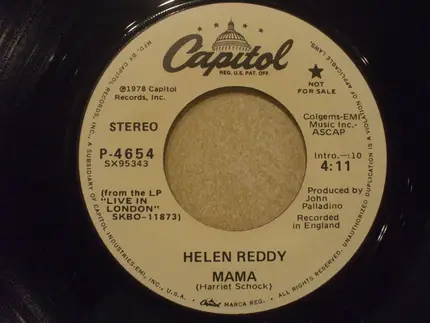 Capitol
REG. U.S. PAT. OFF.
℗1978 Capitol
Records, Inc.
NOT
FOR SALE
STEREO
Colgems-EMI
Music Inc.-
ASCAP
P-4654
SX95343
Intro.—:10
4:11
(from the LP
"LIVE IN
LONDON"
SKBO-11873)
Produced by
John
Palladino
Recorded
in England
HELEN REDDY
MAMA
(Harriet Schock)
MFD. BY CAPITOL RECORDS, INC., A SUBSIDIARY OF CAPITOL INDUSTRIES-EMI, INC., U.S.A. • Capitol MARCA REG. • ALL RIGHTS RESERVED. UNAUTHORIZED DUPLICATION IS A VIOLATION OF APPLICABLE LAWS.